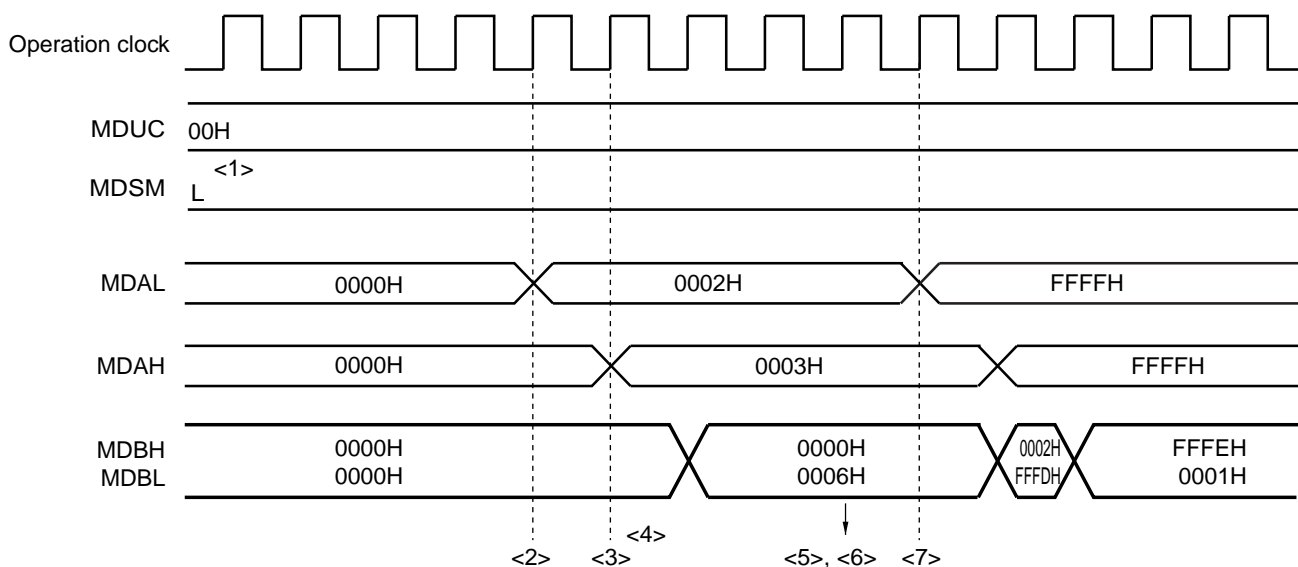 Operation clock
MDUC 00H
<1>
MDSM L
MDAL 0000H 0002H FFFFH
MDAH 0000H 0003H FFFFH
MDBH 0000H 0000H 0002H FFFEH
MDBL 0000H 0006H FFFDH 0001H
<4>
<2> <3> <5>, <6> <7>